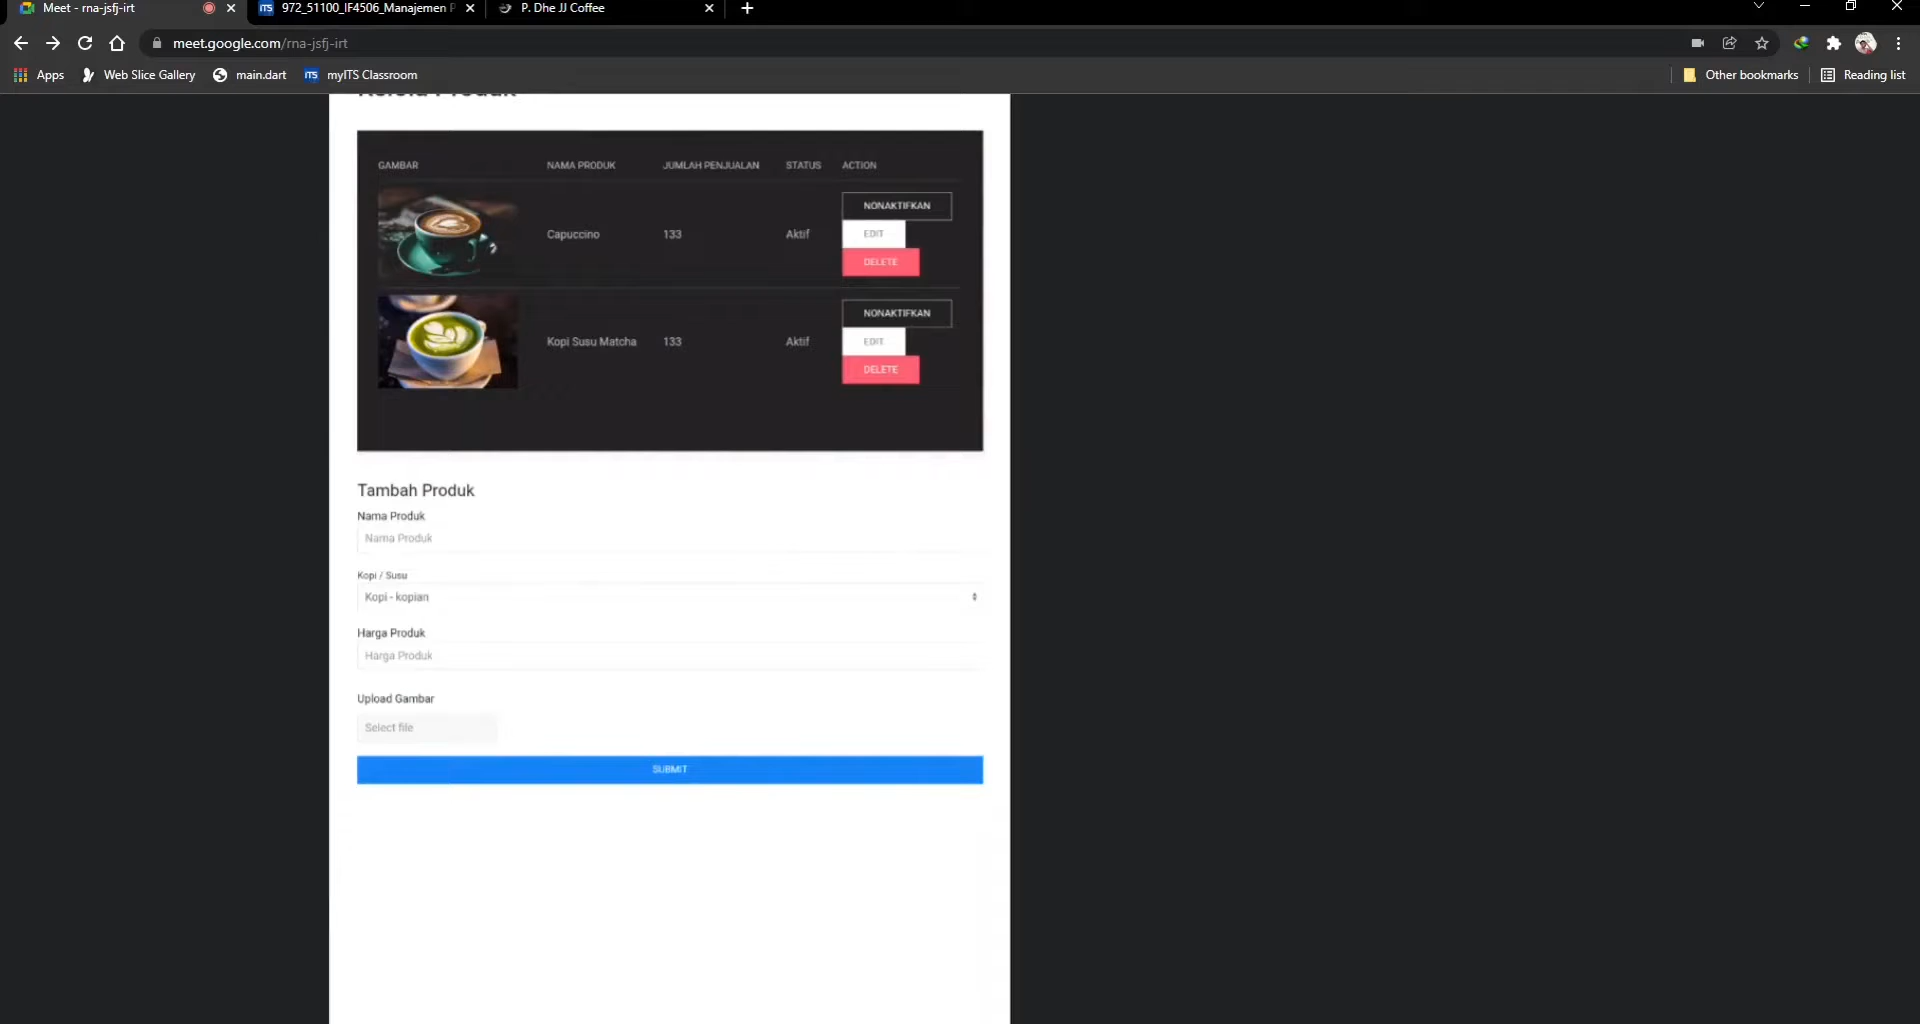 Meet - rna-jsfj-irt
972_51100_IF4506_Manajemen P
P. Dhe JJ Coffee
meet.google.com/rna-jsfj-irt
Apps
Web Slice Gallery
main.dart
ITS
myITS Classroom
Other bookmarks
Reading list
Kelola Produk
GAMBAR NAMA PRODUK JUMLAH PENJUALAN STATUS ACTION
NONAKTIFKAN
Capuccino 133 Aktif EDIT
DELETE
NONAKTIFKAN
Kopi Susu Matcha 133 Aktif EDIT
DELETE
Tambah Produk
Nama Produk
Nama Produk
Kopi / Susu
Kopi - kopian
Harga Produk
Harga Produk
Upload Gambar
Select file
SUBMIT